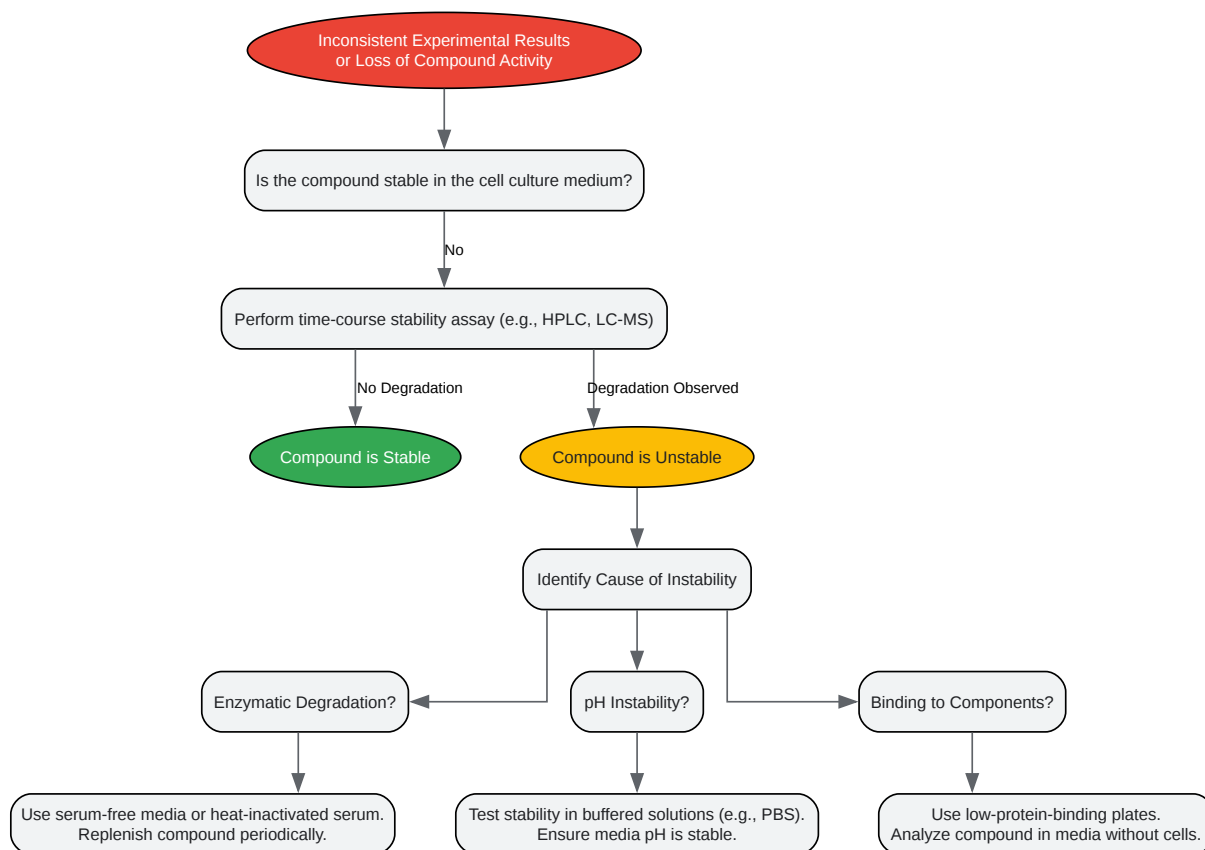 Inconsistent Experimental Results
or Loss of Compound Activity
Is the compound stable in the cell culture medium?
No
Perform time-course stability assay (e.g., HPLC, LC-MS)
No Degradation
Degradation Observed
Compound is Stable
Compound is Unstable
Identify Cause of Instability
Enzymatic Degradation?
pH Instability?
Binding to Components?
Use serum-free media or heat-inactivated serum.
Replenish compound periodically.
Test stability in buffered solutions (e.g., PBS).
Ensure media pH is stable.
Use low-protein-binding plates.
Analyze compound in media without cells.